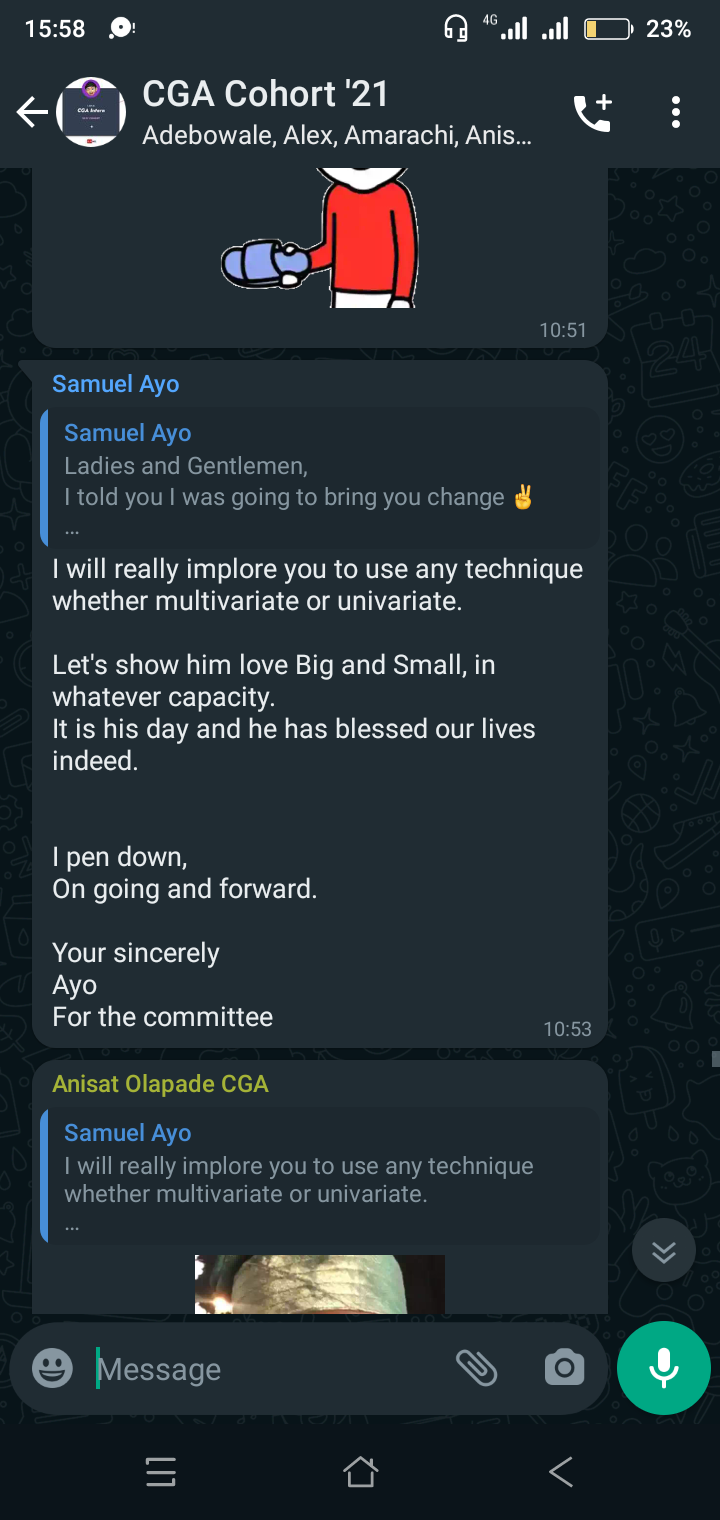 15:58
4G
23%
CGA Cohort '21
Adebowale, Alex, Amarachi, Anis...
10:51
Samuel Ayo
Samuel Ayo
Ladies and Gentlemen,
I told you I was going to bring you change ✌
...
I will really implore you to use any technique
whether multivariate or univariate.
Let's show him love Big and Small, in
whatever capacity.
It is his day and he has blessed our lives
indeed.
I pen down,
On going and forward.
Your sincerely
Ayo
For the committee
10:53
Anisat Olapade CGA
Samuel Ayo
I will really implore you to use any technique
whether multivariate or univariate.
...
Message